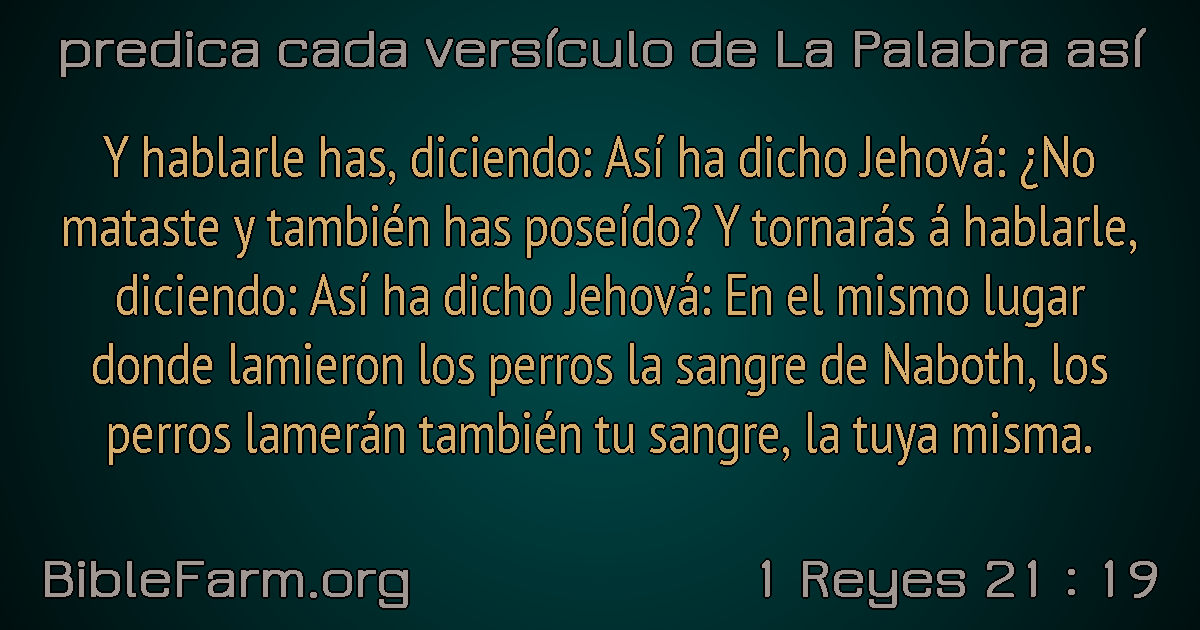 predica cada versículo de La Palabra así
Y hablarle has, diciendo: Así ha dicho Jehová: ¿No
mataste y también has poseído? Y tornarás á hablarle,
diciendo: Así ha dicho Jehová: En el mismo lugar
donde lamieron los perros la sangre de Naboth, los
perros lamerán también tu sangre, la tuya misma.
BibleFarm.org
1 Reyes 21 : 19